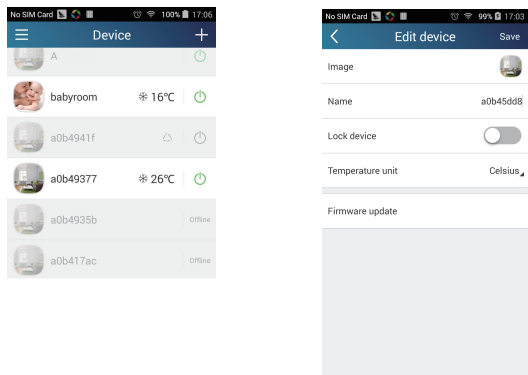 No SIM Card 100% 17:06
Device
A
babyroom 16℃
a0b4941f
a0b49377 26℃
a0b4935b Offline
a0b417ac Offline
No SIM Card 99% 17:03
Edit device Save
Image
Name a0b45dd8
Lock device
Temperature unit Celsius
Firmware update